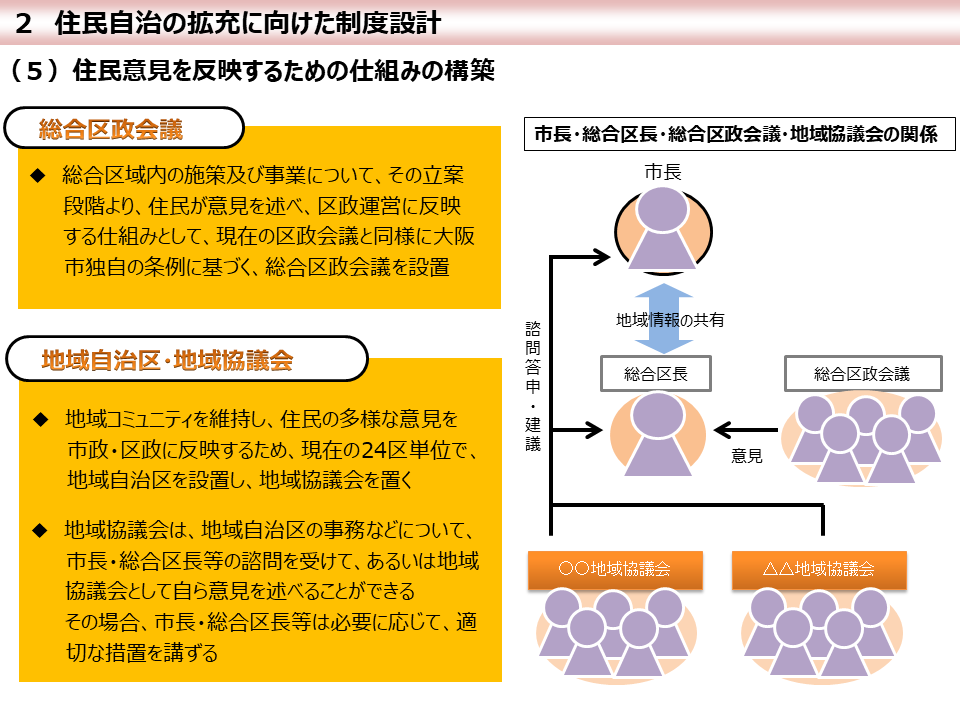 2 住民自治の拡充に向けた制度設計
（５）住民意見を反映するための仕組みの構築
総合区政会議
◆ 総合区域内の施策及び事業について、その立案
段階より、住民が意見を述べ、区政運営に反映
する仕組みとして、現在の区政会議と同様に大阪
市独自の条例に基づく、総合区政会議を設置
地域自治区・地域協議会
◆ 地域コミュニティを維持し、住民の多様な意見を
市政・区政に反映するため、現在の24区単位で、
地域自治区を設置し、地域協議会を置く
◆ 地域協議会は、地域自治区の事務などについて、
市長・総合区長等の諮問を受けて、あるいは地域
協議会として自ら意見を述べることができる
その場合、市長・総合区長等は必要に応じて、適
切な措置を講ずる
市長・総合区長・総合区政会議・地域協議会の関係
市長
地域情報の共有
諮問答申・建議
総合区長
総合区政会議
意見
〇〇地域協議会
△△地域協議会